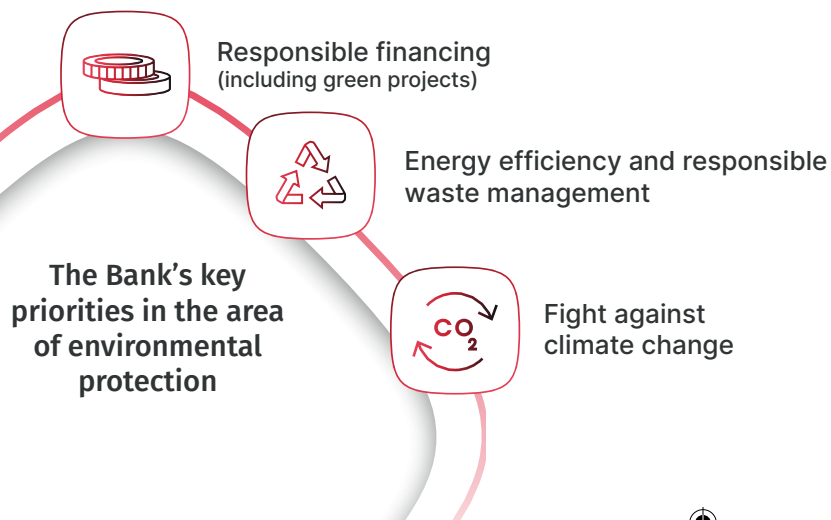 Responsible financing
(including green projects)
Energy efficiency and responsible
waste management
The Bank’s key
priorities in the area
of environmental
protection
CO2
Fight against
climate change